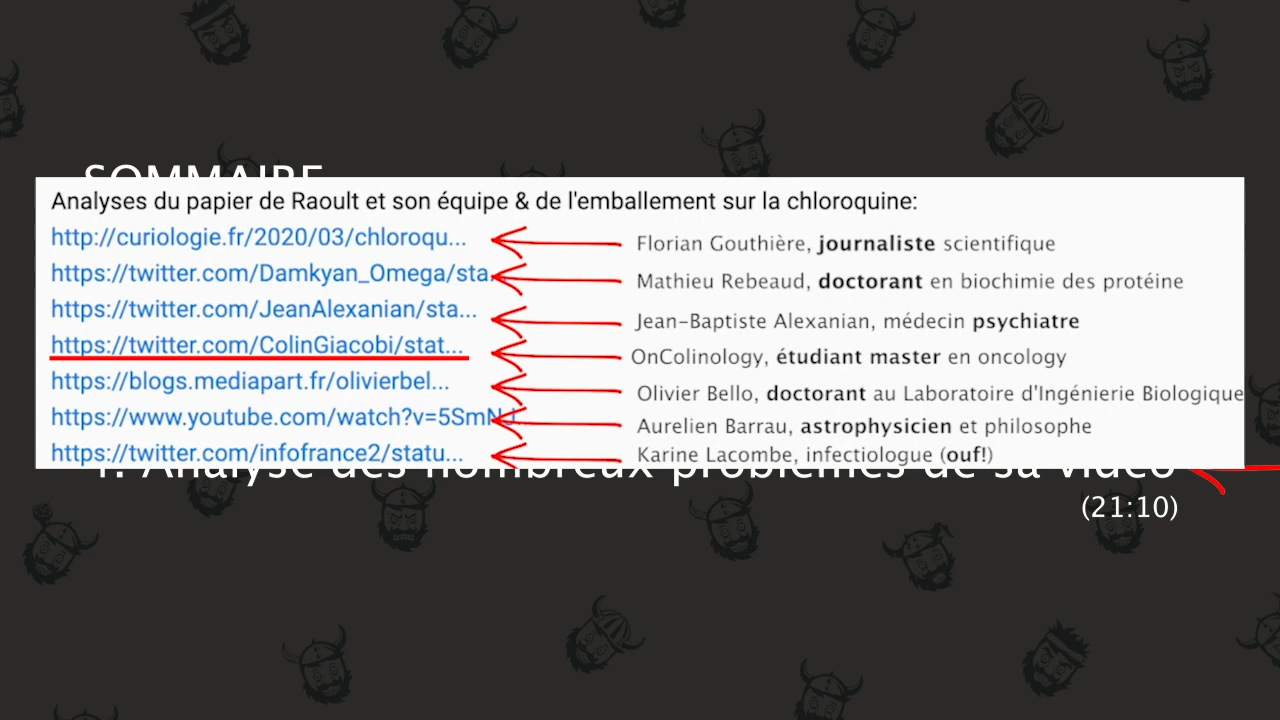 SOMMAIRE
Analyses du papier de Raoult et son équipe & de l'emballement sur la chloroquine:
http://curiologie.fr/2020/03/chloroqu... Florian Gouthière, journaliste scientifique
https://twitter.com/Damkyan_Omega/sta. Mathieu Rebeaud, doctorant en biochimie des protéine
https://twitter.com/JeanAlexanian/sta... Jean-Baptiste Alexanian, médecin psychiatre
https://twitter.com/ColinGiacobi/stat... OnColinology, étudiant master en oncology
https://blogs.mediapart.fr/olivierbel... Olivier Bello, doctorant au Laboratoire d'Ingénierie Biologique
https://www.youtube.com/watch?v=5SmNJ... Aurelien Barrau, astrophysicien et philosophe
https://twitter.com/infofrance2/statu... Karine Lacombe, infectiologue (ouf!)
Analyse des nombreux problèmes de sa vidéo
(21:10)